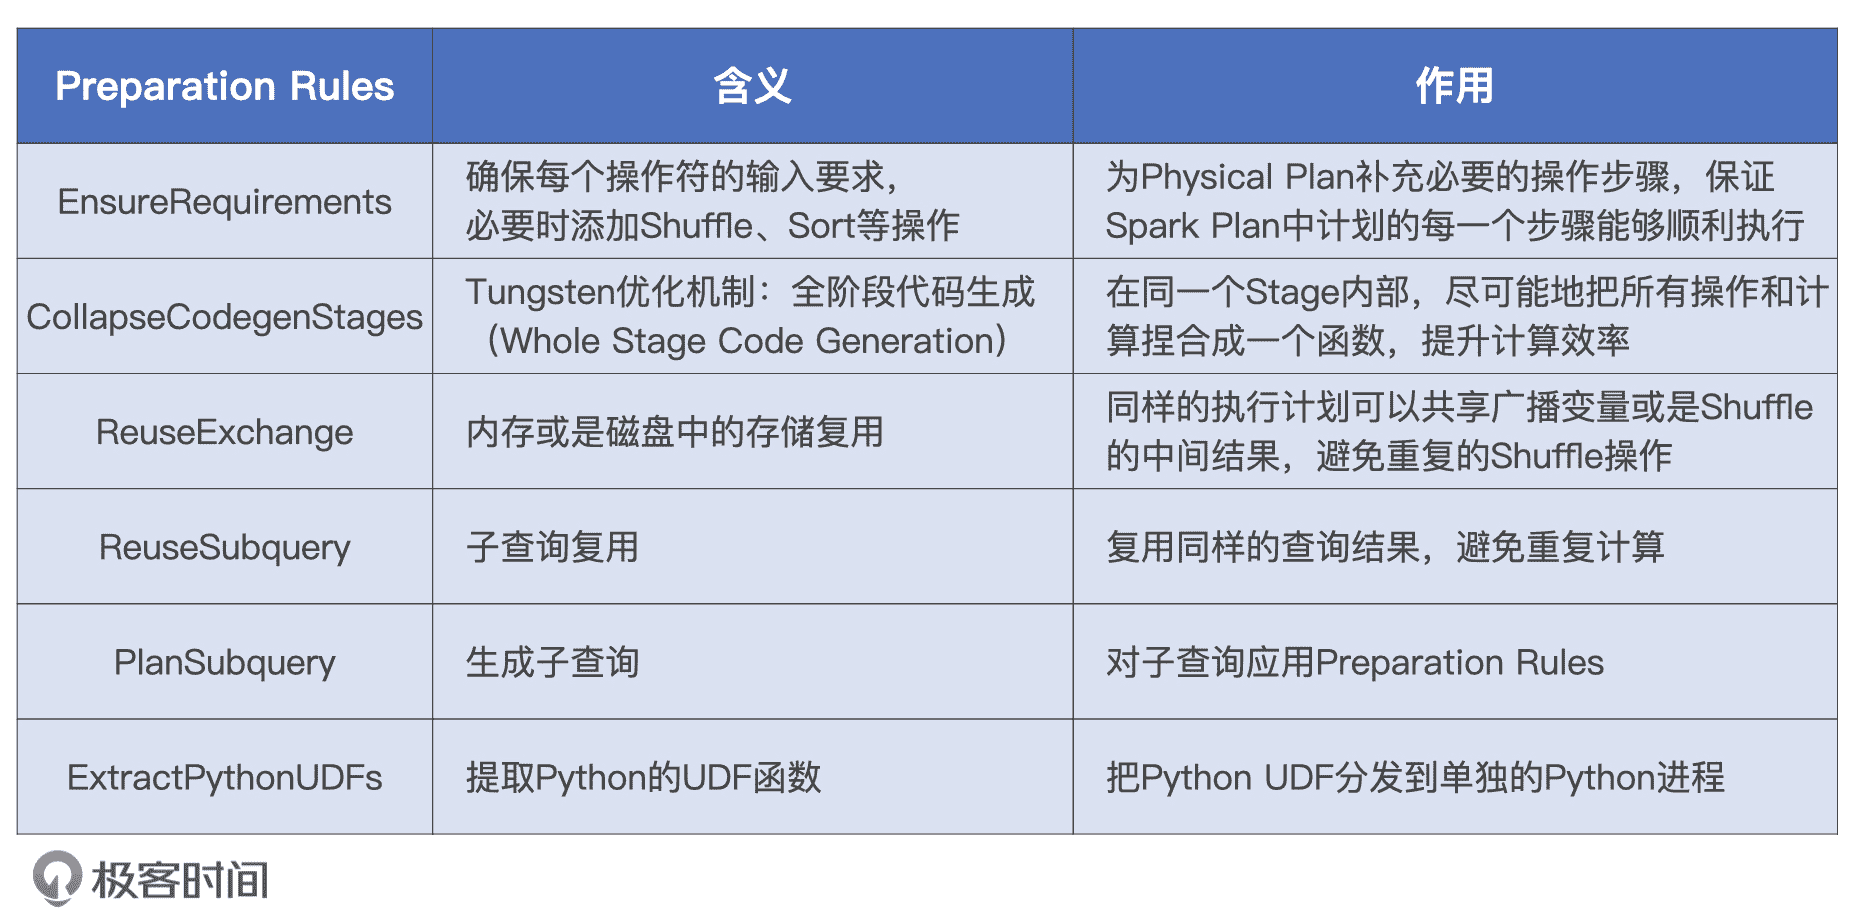 Preparation Rules
含义
作用
EnsureRequirements
确保每个操作符的输入要求，
必要时添加Shuffle、Sort等操作
为Physical Plan补充必要的操作步骤，保证
Spark Plan中计划的每一个步骤能够顺利执行
CollapseCodegenStages
Tungsten优化机制：全阶段代码生成
（Whole Stage Code Generation）
在同一个Stage内部，尽可能地把所有操作和计
算捏合成一个函数，提升计算效率
ReuseExchange
内存或是磁盘中的存储复用
同样的执行计划可以共享广播变量或是Shuffle
的中间结果，避免重复的Shuffle操作
ReuseSubquery
子查询复用
复用同样的查询结果，避免重复计算
PlanSubquery
生成子查询
对子查询应用Preparation Rules
ExtractPythonUDFs
提取Python的UDF函数
把Python UDF分发到单独的Python进程
极客时间